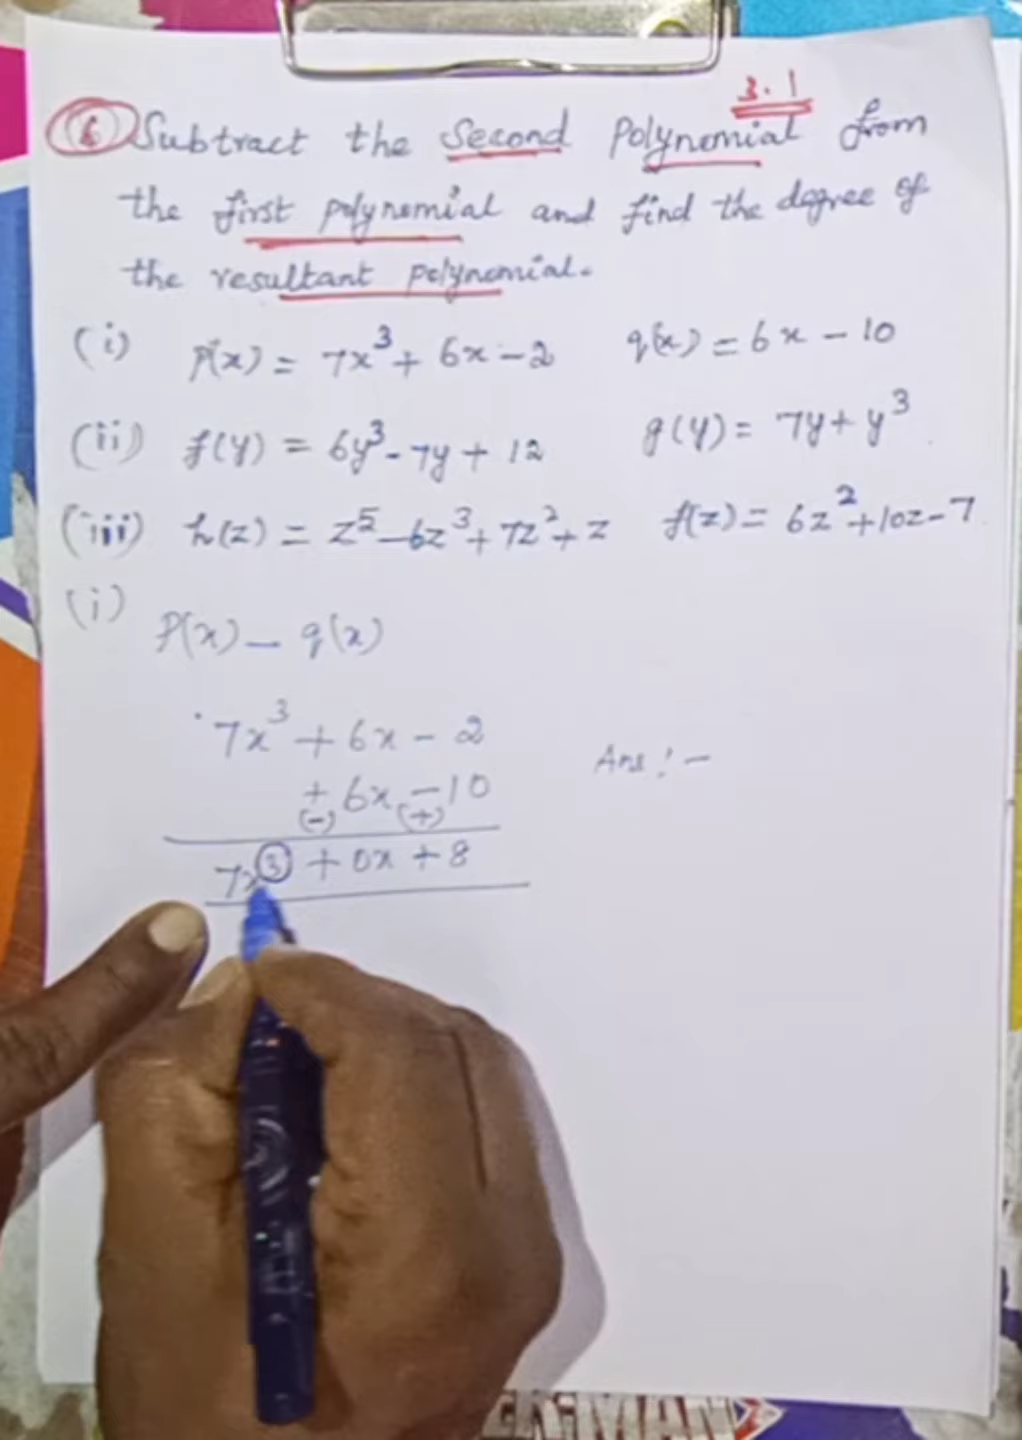 3.1
(6) Subtract the Second Polynomial from
the first polynomial and find the degree of
the resultant polynomial.
(i) p(x) = 7x³ + 6x - 2 q(x) = 6x - 10
(ii) f(y) = 6y³ - 7y + 12 g(y) = 7y + y³
(iii) h(z) = z⁵ - 6z³ + 7z² + z f(z) = 6z² + 10z - 7
(i)
P(x) - q(x)
7x³ + 6x - 2
Ans :-
+ 6x - 10
(-) (+)
7x³ + 0x + 8